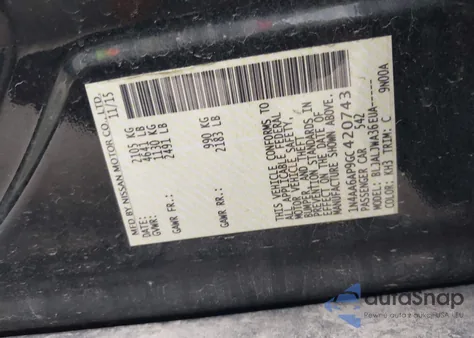 MFD BY NISSAN MOTOR CO., LTD.
DATE: 11/15
GVWR: 2105 KG
4641 LB
GAWR FR: 1130 KG
2491 LB
GAWR RR: 990 KG
2183 LB
THIS VEHICLE CONFORMS TO
ALL APPLICABLE FEDERAL
MOTOR VEHICLE SAFETY,
BUMPER, AND THEFT
PREVENTION STANDARDS IN
EFFECT ON THE DATE OF
MANUFACTURE SHOWN ABOVE.
1N4AA6AP9GC420743
PASSENGER CAR 542
MODEL: BLJALJWA36EUA-----
COLOR: KH3 TRIM: C
9N00A
autoSnap